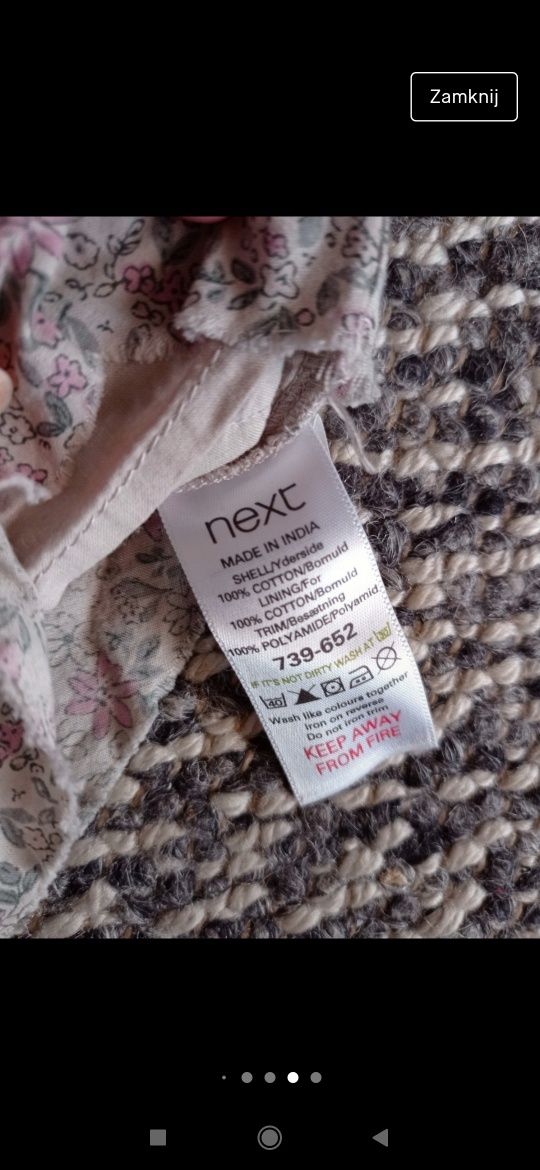 Zamknij
next
MADE IN INDIA
SHELL/Yderside
100% COTTON/Bomuld
LINING/For
100% COTTON/Bomuld
TRIM/Besætning
100% POLYAMIDE/Polyamid
739-652
IF IT'S NOT DIRTY WASH AT 30
40
Wash like colours together
Iron on reverse
Do not iron trim
KEEP AWAY
FROM FIRE